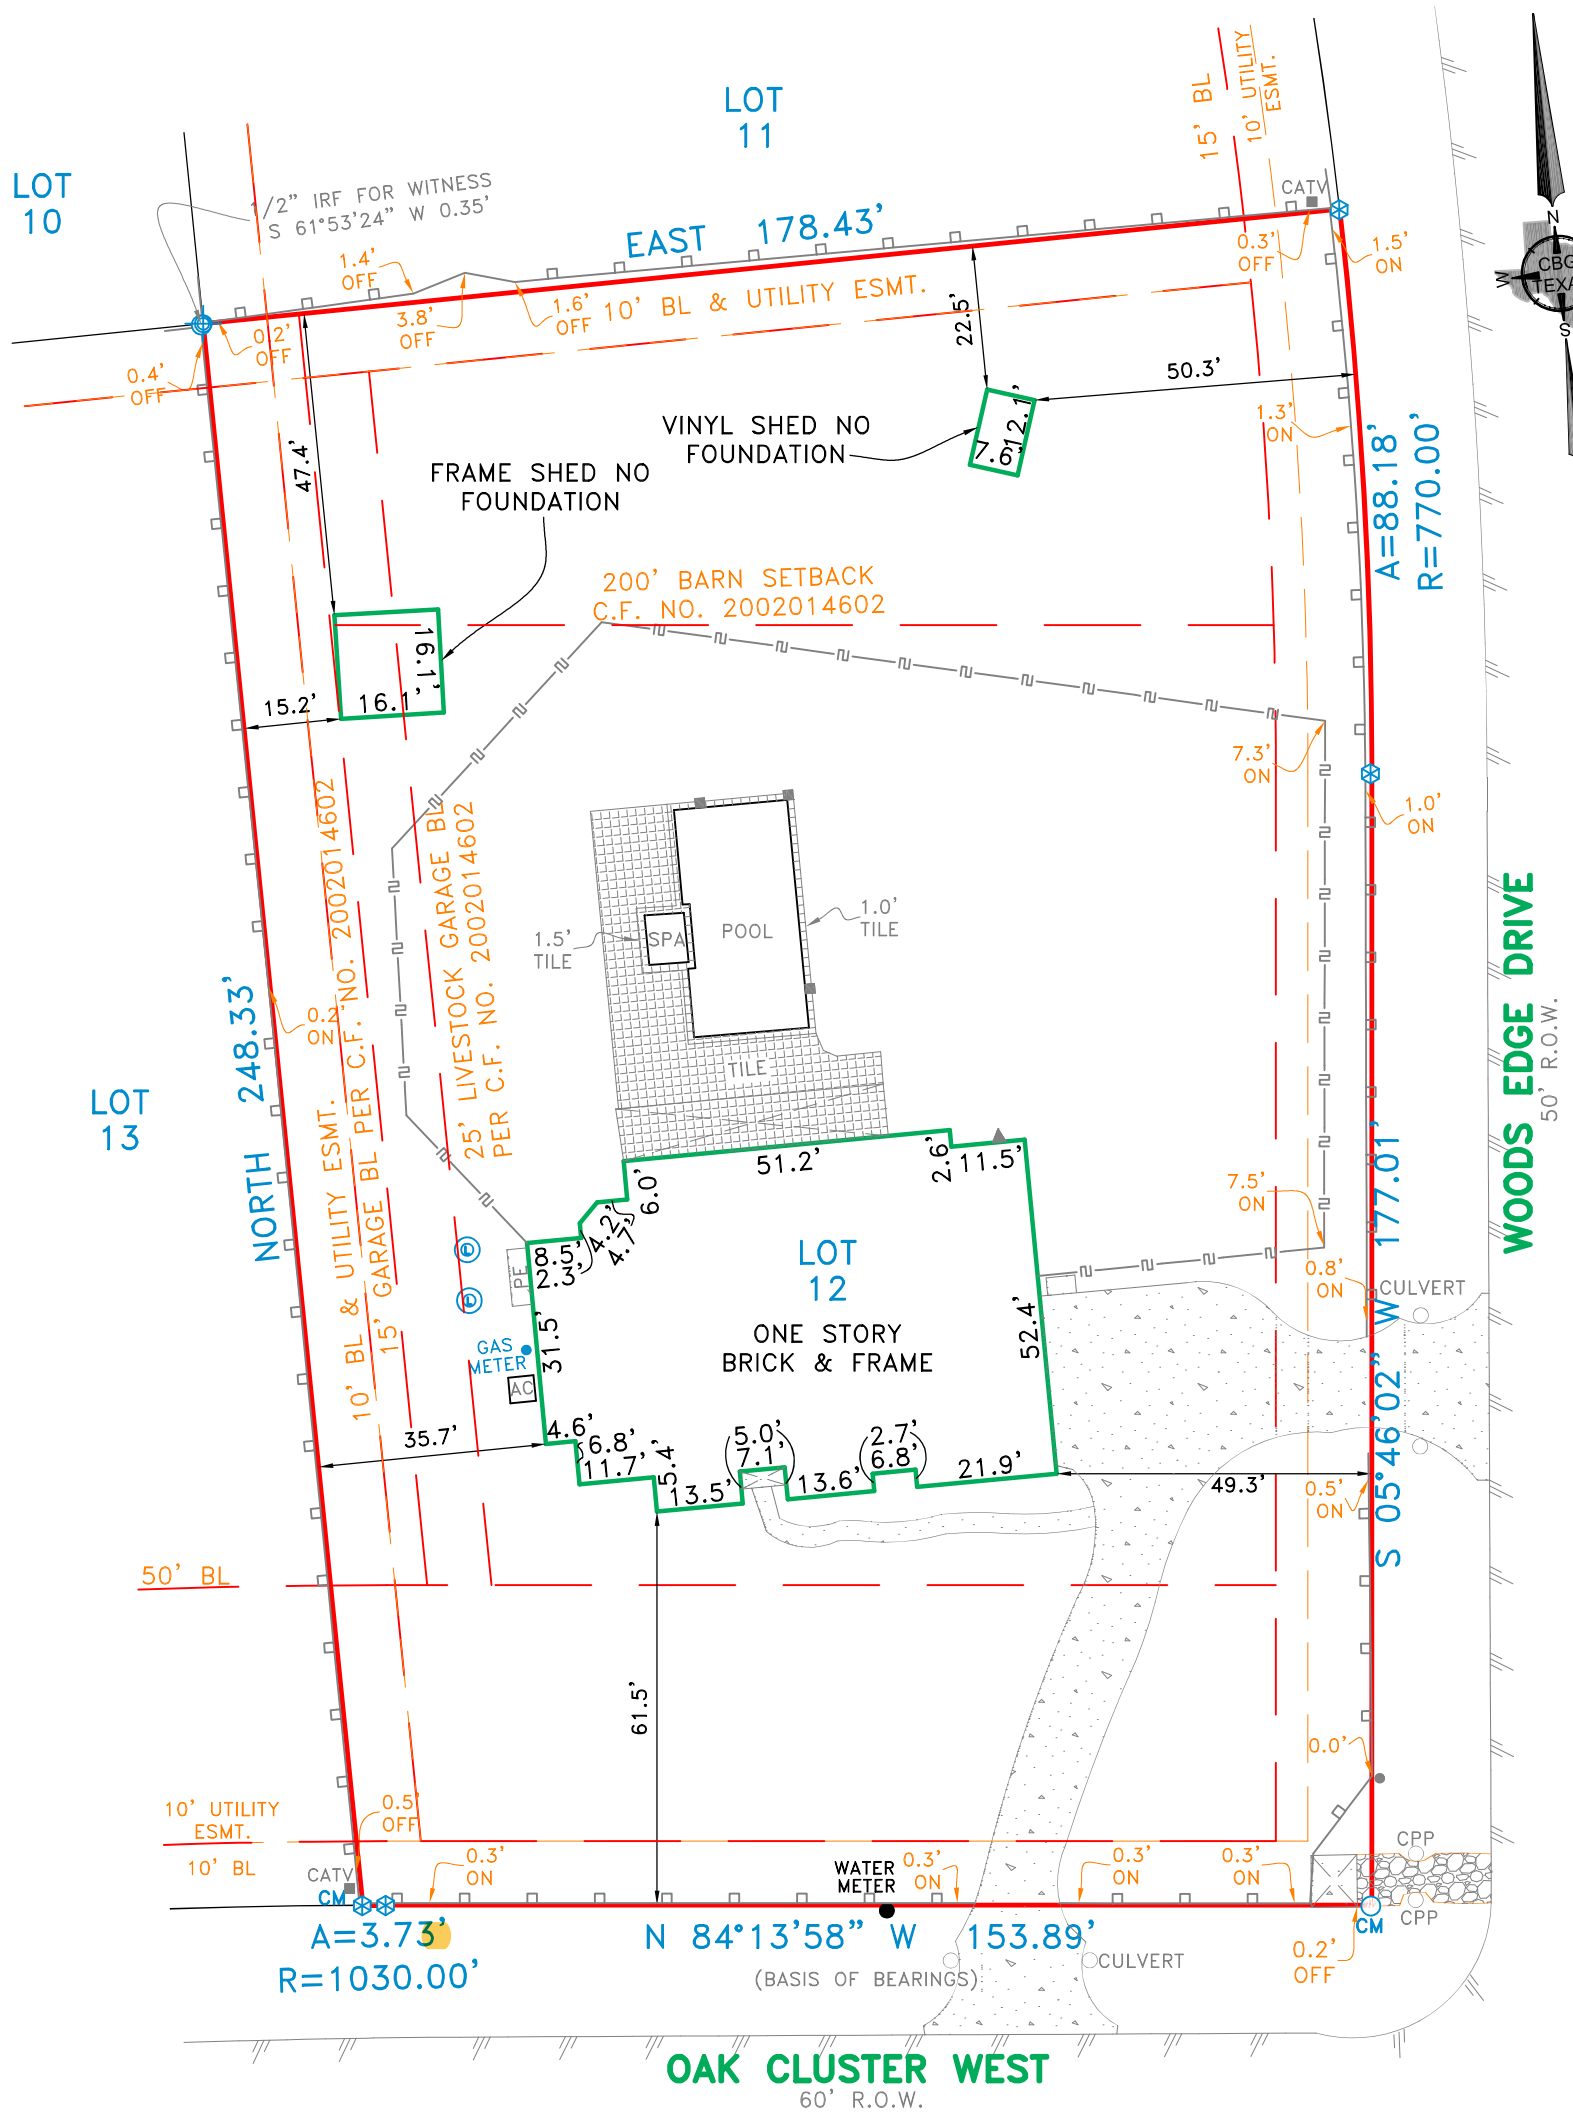 LOT
11
15' BL
10' UTILITY
ESMT.
LOT
10
1/2" IRF FOR WITNESS
S 61°53'24" W 0.35'
CATV
EAST 178.43'
1.4'
OFF
0.3'
OFF
1.5'
ON
N
W
S
CBG
10' BL & UTILITY ESMT.
1.6'
OFF
3.8'
OFF
0.2'
OFF
0.4'
OFF
22.5'
50.3'
47.4'
VINYL SHED NO
FOUNDATION
12.1'
7.6'
1.3'
ON
FRAME SHED NO
FOUNDATION
A=88.18'
R=770.00'
200' BARN SETBACK
C.F. NO. 2002014602
16.1'
16.1'
15.2'
7.3'
ON
1.0'
ON
10' BL & UTILITY ESMT.
15' GARAGE BL PER C.F. NO. 2002014602
25' LIVESTOCK GARAGE BL
PER C.F. NO. 2002014602
1.5'
TILE
SPA
POOL
1.0'
TILE
TILE
WOODS EDGE DRIVE
50' R.O.W.
0.2'
ON
NORTH 248.33'
LOT
13
51.2'
2.6'
11.5'
6.0'
4.2'
4.7'
8.5'
2.3'
PE
7.5'
ON
S 05°46'02" W 177.01'
LOT
12
0.8'
ON
CULVERT
ONE STORY
BRICK & FRAME
52.4'
31.5'
GAS
METER
AC
35.7'
4.6'
6.8'
11.7'
5.4'
13.5'
5.0'
7.1'
13.6'
2.7'
6.8'
21.9'
49.3'
0.5'
ON
50' BL
61.5'
0.0'
10' UTILITY
ESMT.
10' BL
0.5'
OFF
CATV
CM
0.3'
ON
WATER
METER
0.3'
ON
0.3'
ON
0.3'
ON
CPP
CPP
CM
A=3.73'
R=1030.00'
N 84°13'58" W 153.89'
(BASIS OF BEARINGS)
CULVERT
0.2'
OFF
OAK CLUSTER WEST
60' R.O.W.